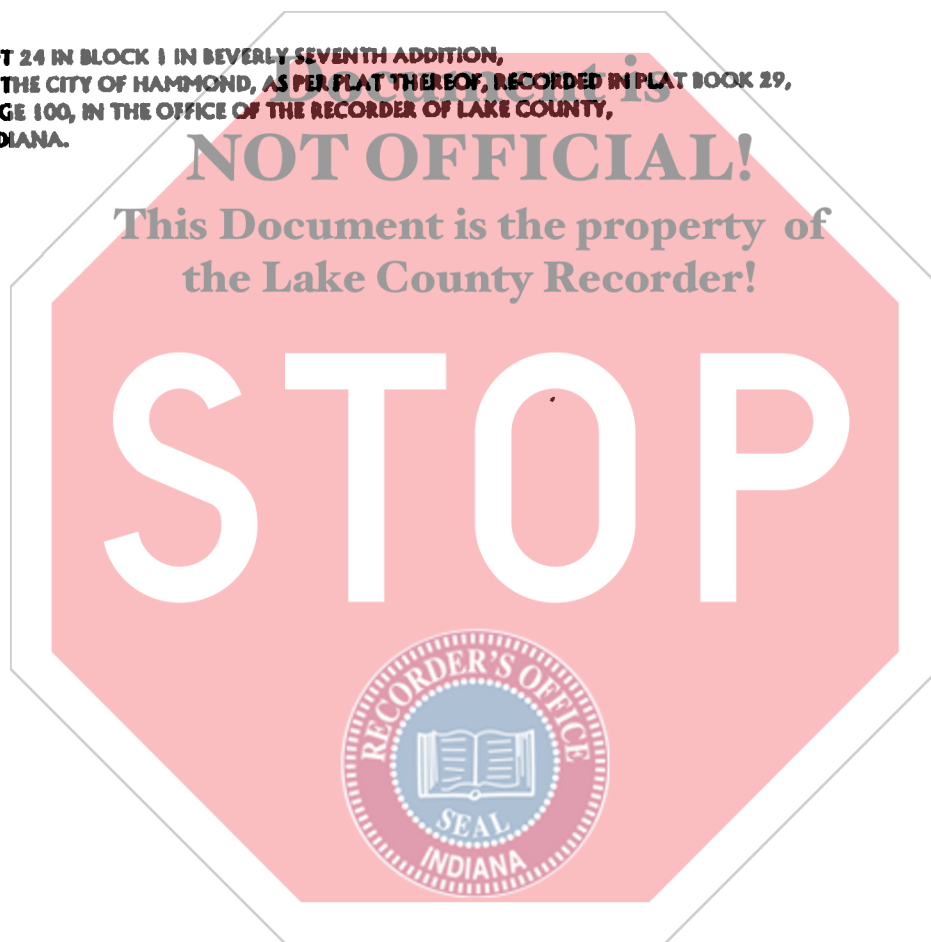 T 24 IN BLOCK 1 IN BEVERLY SEVENTH ADDITION,
THE CITY OF HAMMOND, AS PER PLAT THEREOF, RECORDED IN PLAT BOOK 29,
GE 100, IN THE OFFICE OF THE RECORDER OF LAKE COUNTY,
DIANA.
Document is
NOT OFFICIAL!
This Document is the property of
the Lake County Recorder!
STOP
RECORDER'S OFFICE
SEAL
INDIANA